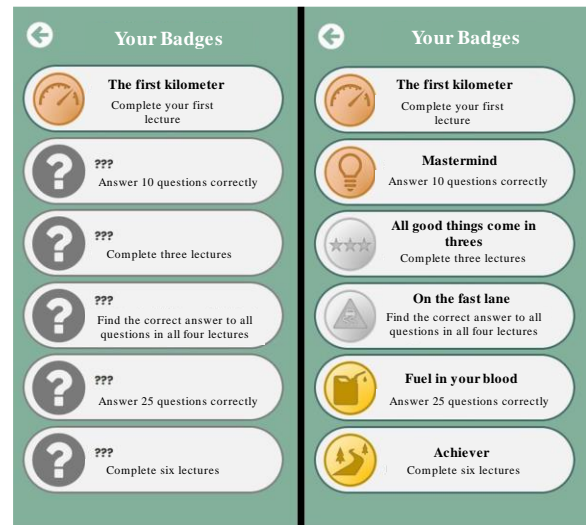 Your Badges
The first kilometer
Complete your first
lecture
???
Answer 10 questions correctly
???
Complete three lectures
???
Find the correct answer to all
questions in all four lectures
???
Answer 25 questions correctly
???
Complete six lectures
Your Badges
The first kilometer
Complete your first
lecture
Mastermind
Answer 10 questions correctly
All good things come in
threes
Complete three lectures
On the fast lane
Find the correct answer to all
questions in all four lectures
Fuel in your blood
Answer 25 questions correctly
Achiever
Complete six lectures